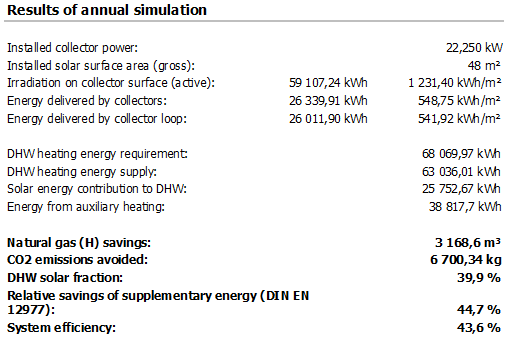 Results of annual simulation
Installed collector power: 22,250 kW
Installed solar surface area (gross): 48 m²
Irradiation on collector surface (active): 59 107,24 kWh 1 231,40 kWh/m²
Energy delivered by collectors: 26 339,91 kWh 548,75 kWh/m²
Energy delivered by collector loop: 26 011,90 kWh 541,92 kWh/m²
DHW heating energy requirement: 68 069,97 kWh
DHW heating energy supply: 63 036,01 kWh
Solar energy contribution to DHW: 25 752,67 kWh
Energy from auxiliary heating: 38 817,7 kWh
Natural gas (H) savings: 3 168,6 m³
CO2 emissions avoided: 6 700,34 kg
DHW solar fraction: 39,9 %
Relative savings of supplementary energy (DIN EN
12977): 44,7 %
System efficiency: 43,6 %